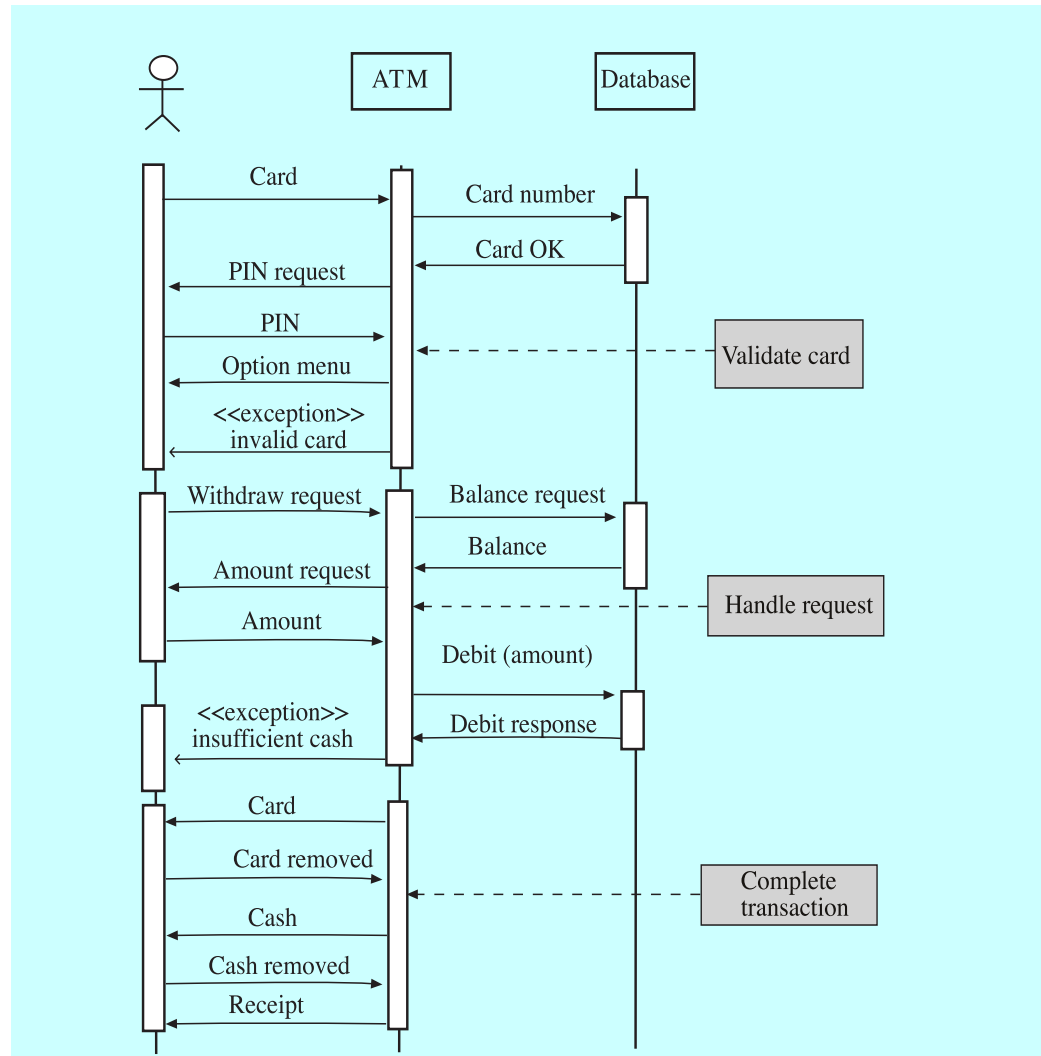 ATM
Database
Card
Card number
Card OK
PIN request
PIN
Validate card
Option menu
<<exception>>
invalid card
Withdraw request
Balance request
Balance
Amount request
Handle request
Amount
Debit (amount)
<<exception>>
insufficient cash
Debit response
Card
Card removed
Complete
transaction
Cash
Cash removed
Receipt